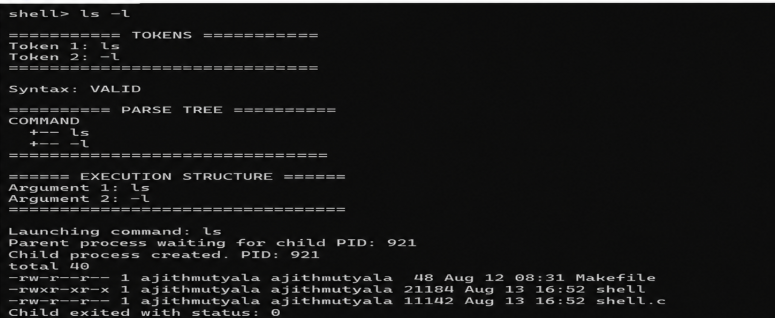 shell> ls -l
=========== TOKENS ===========
Token 1: ls
Token 2: -l
==============================
Syntax: VALID
========== PARSE TREE ==========
COMMAND
+-- ls
+-- -l
===============================
====== EXECUTION STRUCTURE ======
Argument 1: ls
Argument 2: -l
=================================
Launching command: ls
Parent process waiting for child PID: 921
Child process created. PID: 921
total 40
-rw-r--r-- 1 ajithmutyala ajithmutyala  48 Aug 12 08:31 Makefile
-rwxr-xr-x 1 ajithmutyala ajithmutyala 21184 Aug 13 16:52 shell
-rw-r--r-- 1 ajithmutyala ajithmutyala 11142 Aug 13 16:52 shell.c
Child exited with status: 0